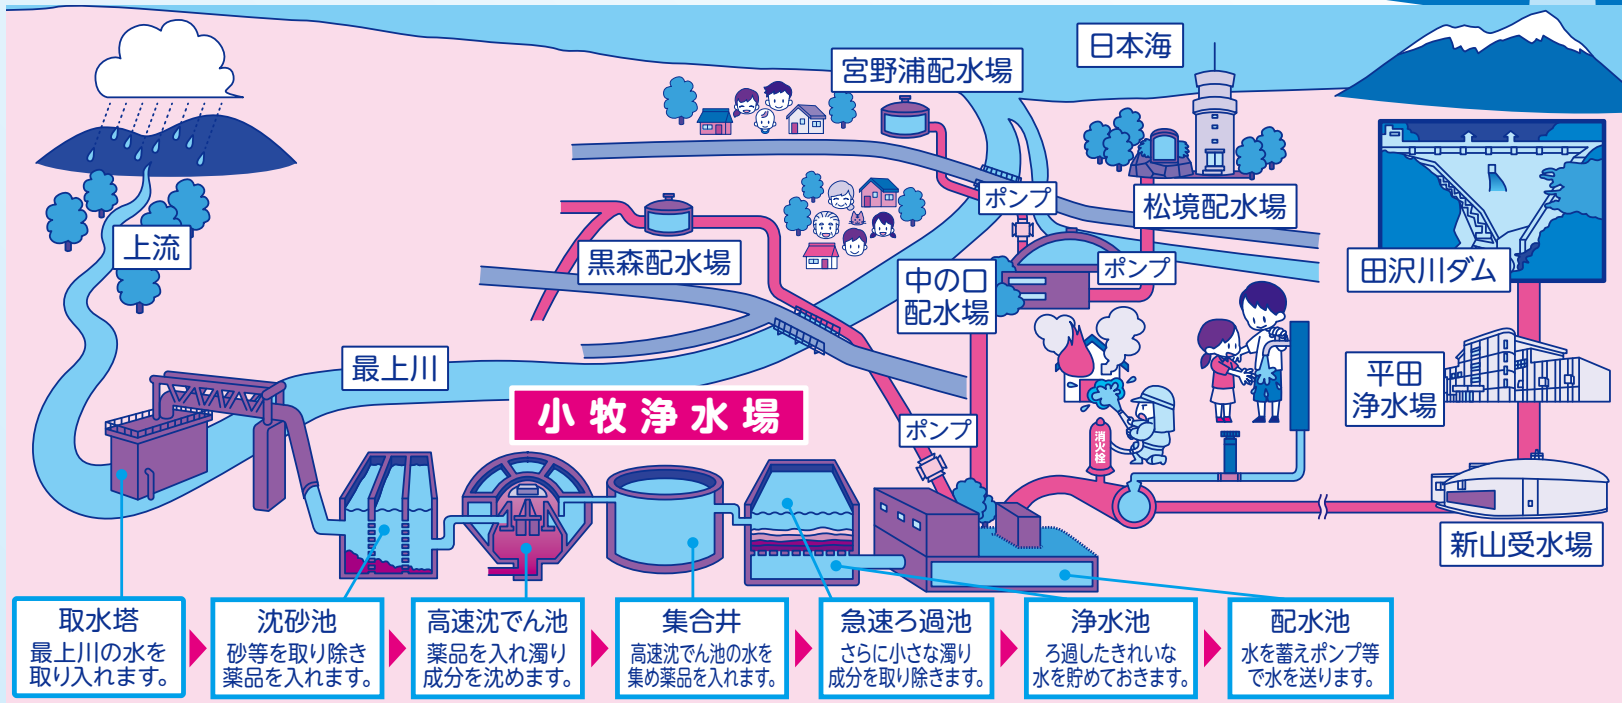 日本海
宮野浦配水場
ポンプ
松境配水場
上流
黒森配水場
中の口
配水場
ポンプ
田沢川ダム
最上川
平田
浄水場
小牧浄水場
ポンプ
消火栓
新山受水場
取水塔
最上川の水を
取り入れます。
沈砂池
砂等を取り除き
薬品を入れます。
高速沈でん池
薬品を入れ濁り
成分を沈めます。
集合井
高速沈でん池の水を
集め薬品を入れます。
急速ろ過池
さらに小さな濁り
成分を取り除きます。
浄水池
ろ過したきれいな
水を貯めておきます。
配水池
水を蓄えポンプ等
で水を送ります。